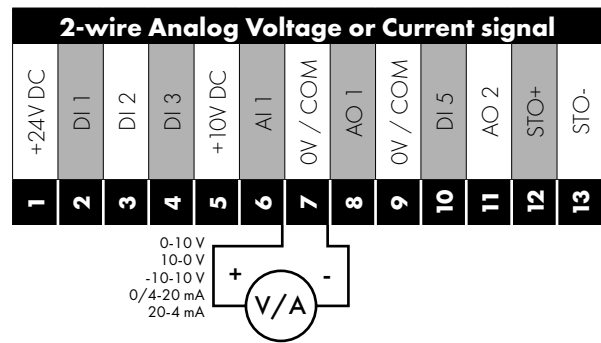 2-wire Analog Voltage or Current signal
+24V DC
DI 1
DI 2
DI 3
+10V DC
AI 1
0V / COM
AO 1
0V / COM
DI 5
AO 2
STO+
STO-
1 2 3 4 5 6 7 8 9 10 11 12 13
0-10 V
10-0 V
-10-10 V
0/4-20 mA
20-4 mA
+ -
V/A